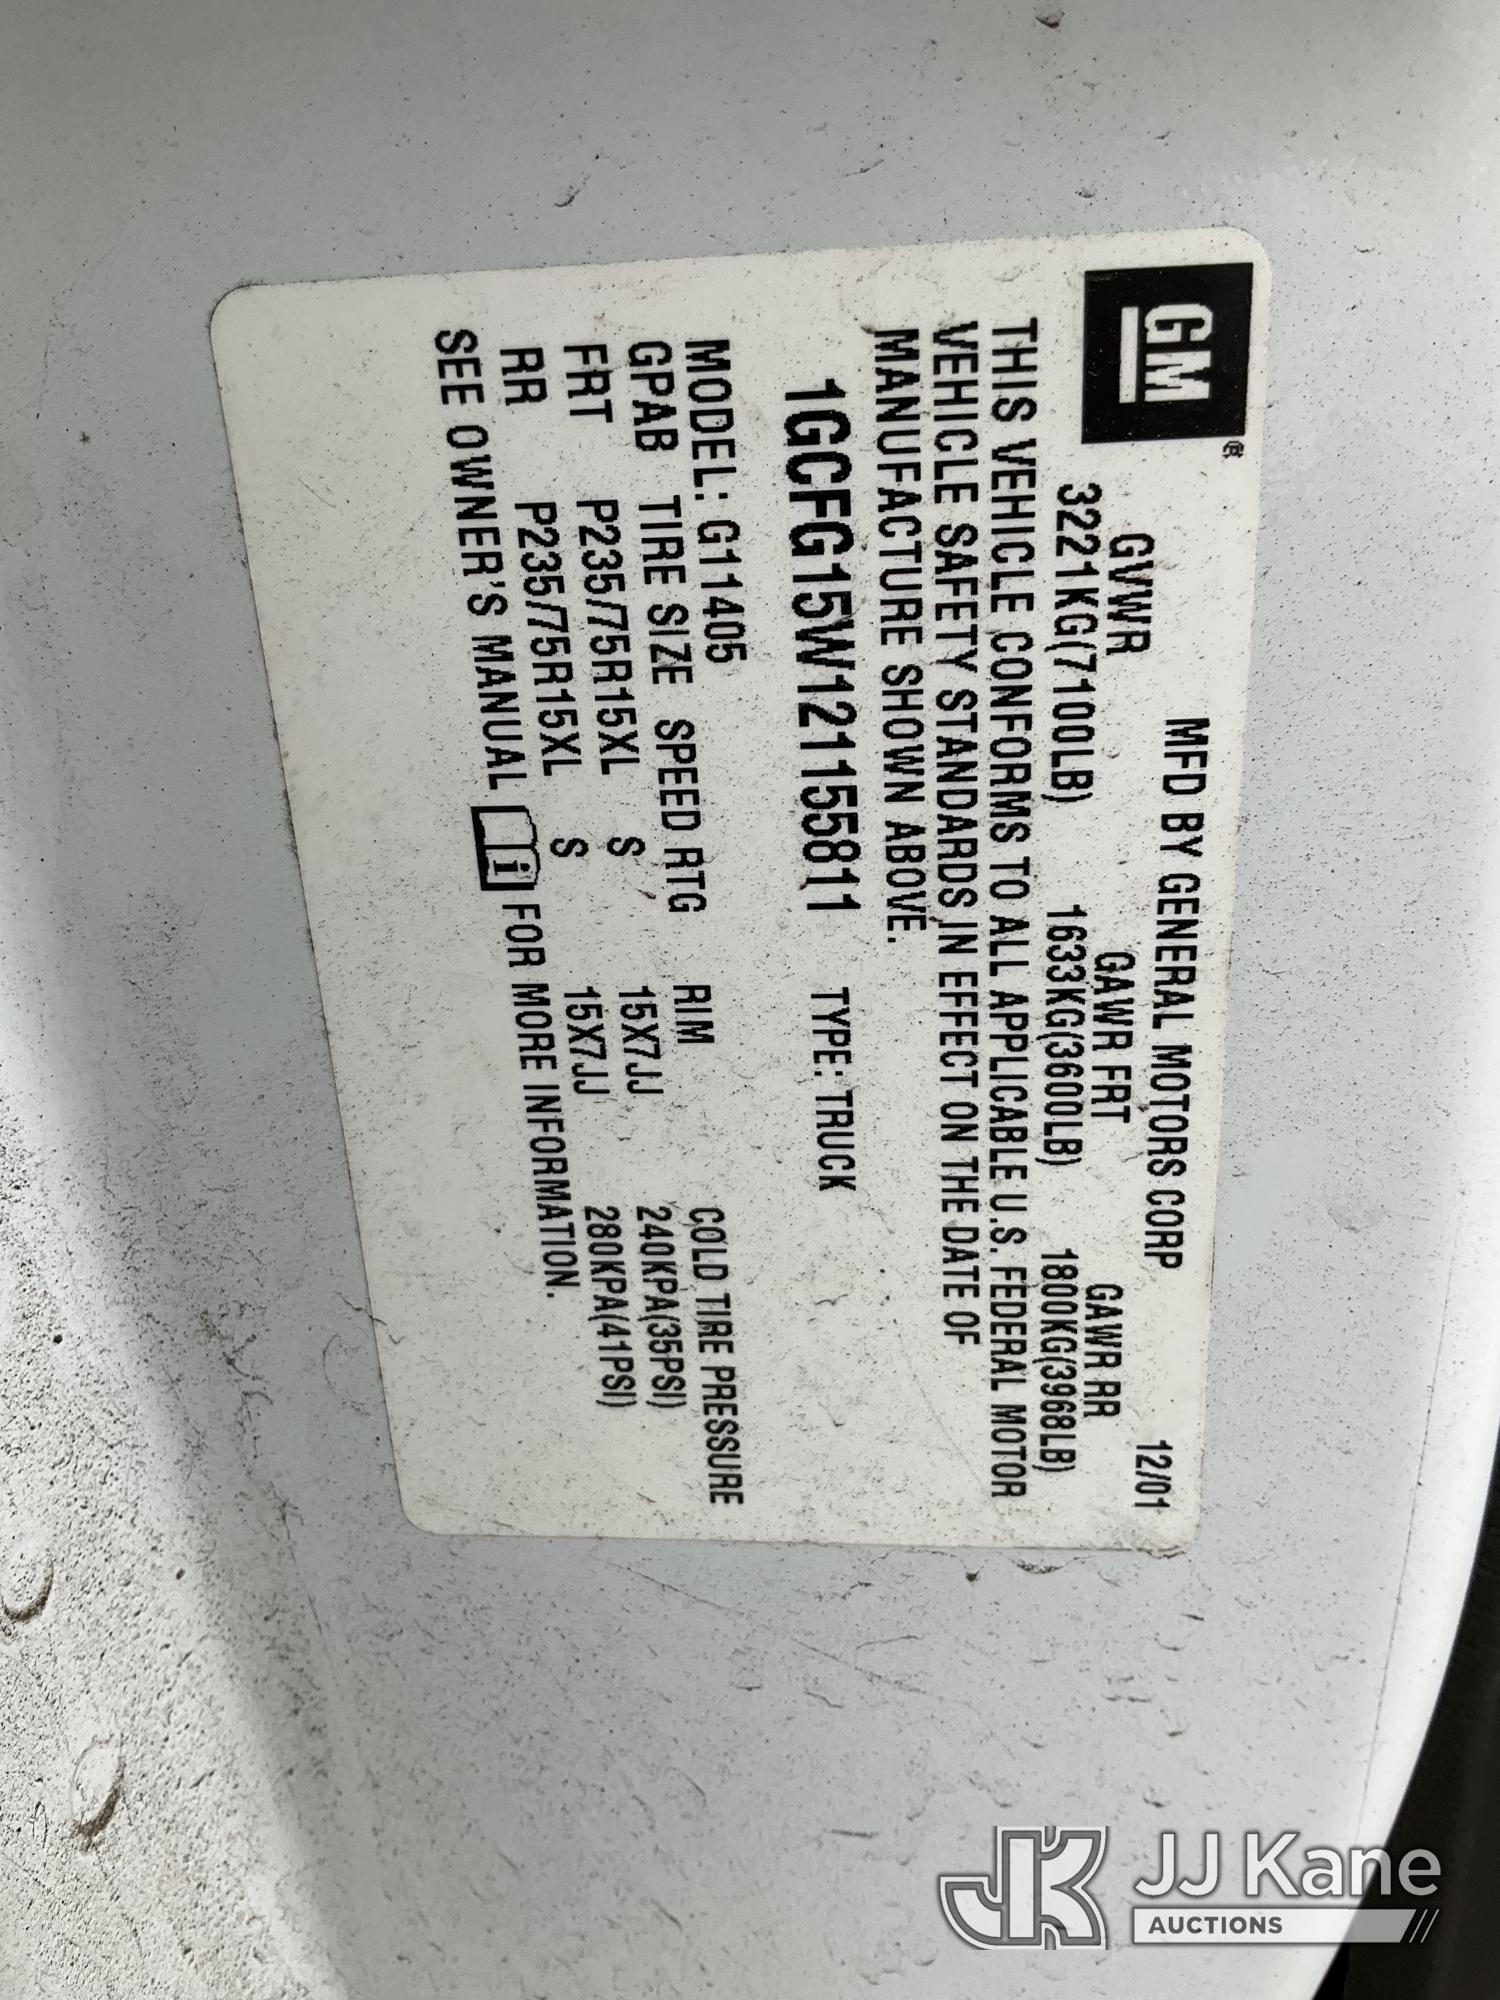 GM®
MFD BY GENERAL MOTORS CORP 12/01
GVWR GAWR FRT GAWR RR
3221KG(7100LB) 1633KG(3600LB) 1800KG(3968LB)
THIS VEHICLE CONFORMS TO ALL APPLICABLE U.S. FEDERAL MOTOR
VEHICLE SAFETY STANDARDS IN EFFECT ON THE DATE OF
MANUFACTURE SHOWN ABOVE.
1GCFG15W121155811 TYPE: TRUCK
MODEL: G11405
GPAB TIRE SIZE SPEED RTG RIM COLD TIRE PRESSURE
FRT P235/75R15XL S 15X7JJ 240KPA(35PSI)
RR P235/75R15XL S 15X7JJ 280KPA(41PSI)
SEE OWNER'S MANUAL i FOR MORE INFORMATION.
JK JJ Kane
AUCTIONS